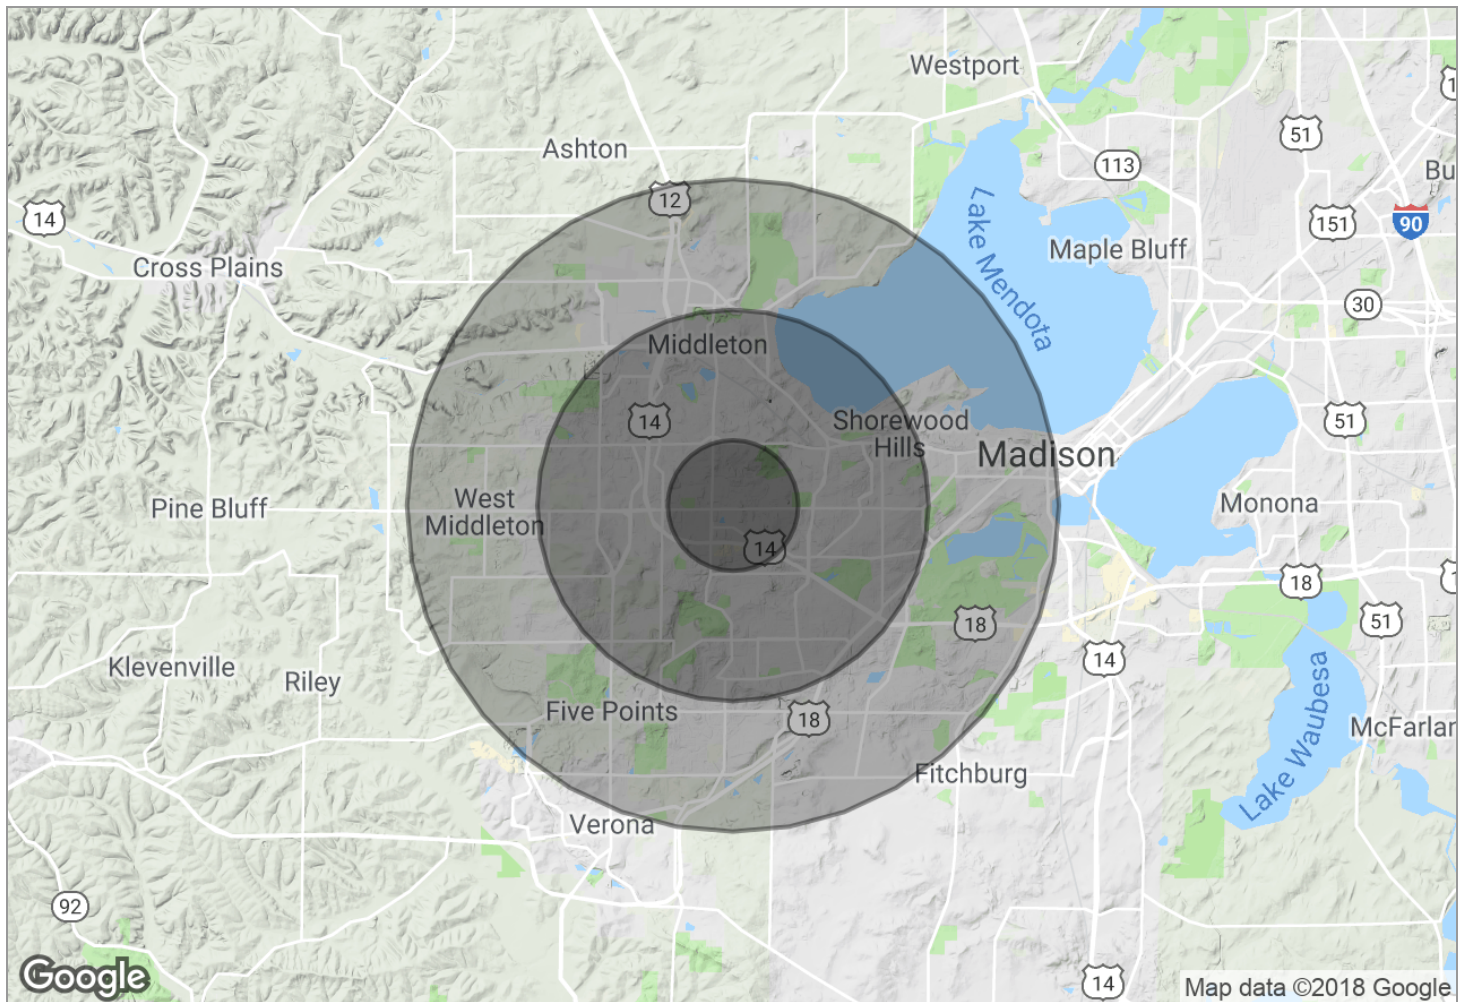 Westport
51
Ashton
113
Bu
12
14
151
90
Lake Mendota
Maple Bluff
Cross Plains
30
Middleton
14
51
Shorewood
Hills
Madison
West
Middleton
Pine Bluff
Monona
14
18
18
51
14
Klevenville
Riley
Five Points
18
McFarlan
Lake Waubesa
Fitchburg
Verona
92
14
Google
Map data ©2018 Google